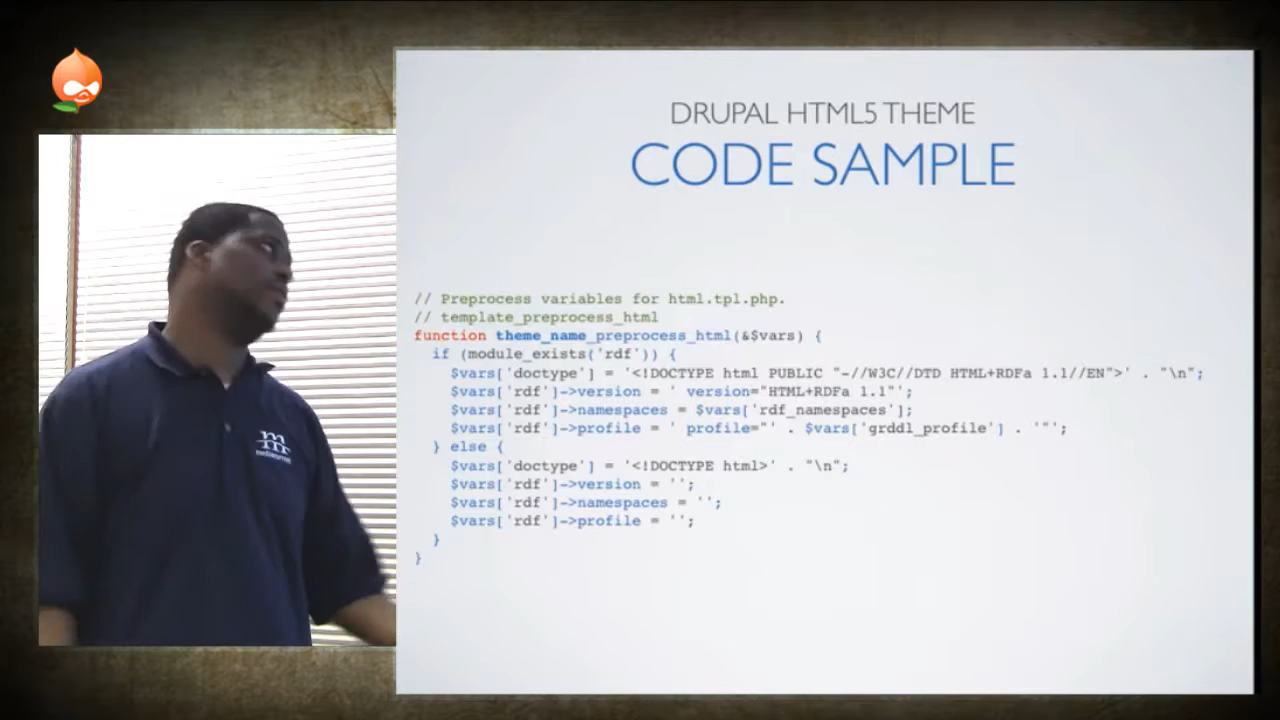 DRUPAL HTML5 THEME
CODE SAMPLE
// Preprocess variables for html.tpl.php.
// template_preprocess_html
function theme_name_preprocess_html(&$vars) {
if (module_exists('rdf')) {
$vars['doctype'] = '<!DOCTYPE html PUBLIC "-//W3C//DTD HTML+RDFa 1.1//EN">' . "\n";
$vars['rdf']->version = ' version="HTML+RDFa 1.1"';
$vars['rdf']->namespaces = $vars['rdf_namespaces'];
$vars['rdf']->profile = ' profile="' . $vars['grddl_profile'] . '"';
} else {
$vars['doctype'] = '<!DOCTYPE html>' . "\n";
$vars['rdf']->version = '';
$vars['rdf']->namespaces = '';
$vars['rdf']->profile = '';
}
}